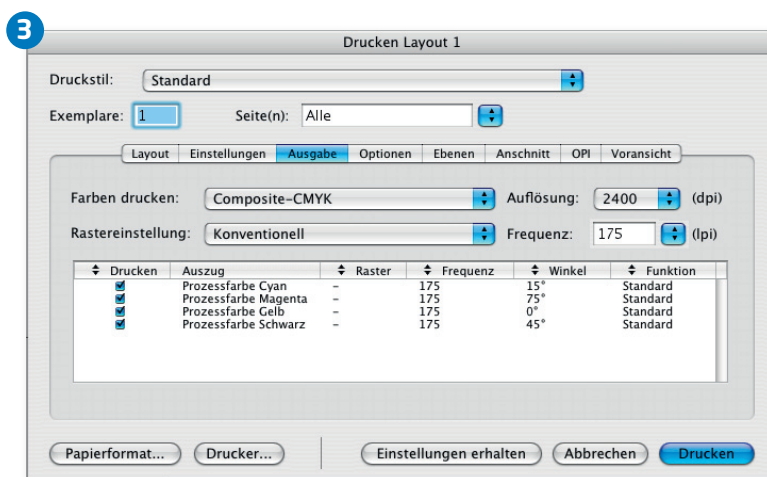 3
Drucken Layout 1
Druckstil: Standard
Exemplare: 1 Seite(n): Alle
Layout Einstellungen Ausgabe Optionen Ebenen Anschnitt OPI Voransicht
Farben drucken: Composite-CMYK Auflösung: 2400 (dpi)
Rastereinstellung: Konventionell Frequenz: 175 (lpi)
Drucken Auszug Raster Frequenz Winkel Funktion
Prozessfarbe Cyan – 175 15° Standard
Prozessfarbe Magenta – 175 75° Standard
Prozessfarbe Gelb – 175 0° Standard
Prozessfarbe Schwarz – 175 45° Standard
Papierformat... Drucker... Einstellungen erhalten Abbrechen Drucken